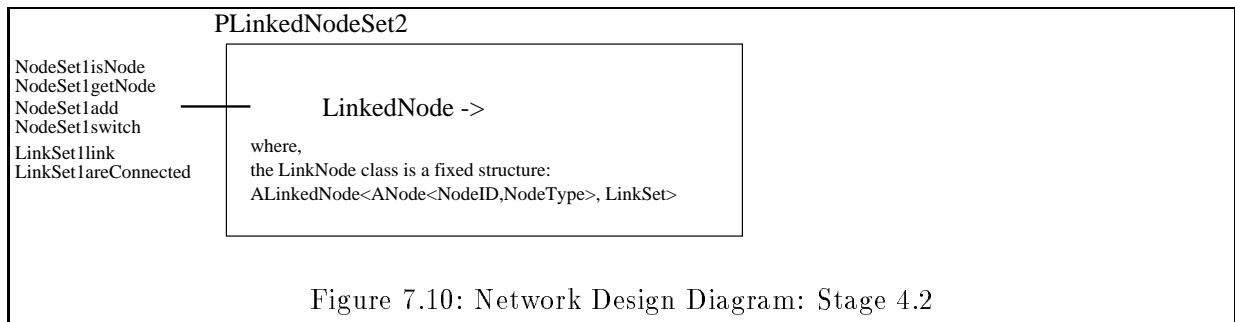 PLinkedNodeSet2
NodeSet1isNode
NodeSet1getNode
NodeSet1add
NodeSet1switch
LinkSet1link
LinkSet1areConnected
LinkedNode ->
where,
the LinkNode class is a fixed structure:
ALinkedNode<ANode<NodeID,NodeType>, LinkSet>
Figure 7.10: Network Design Diagram: Stage 4.2